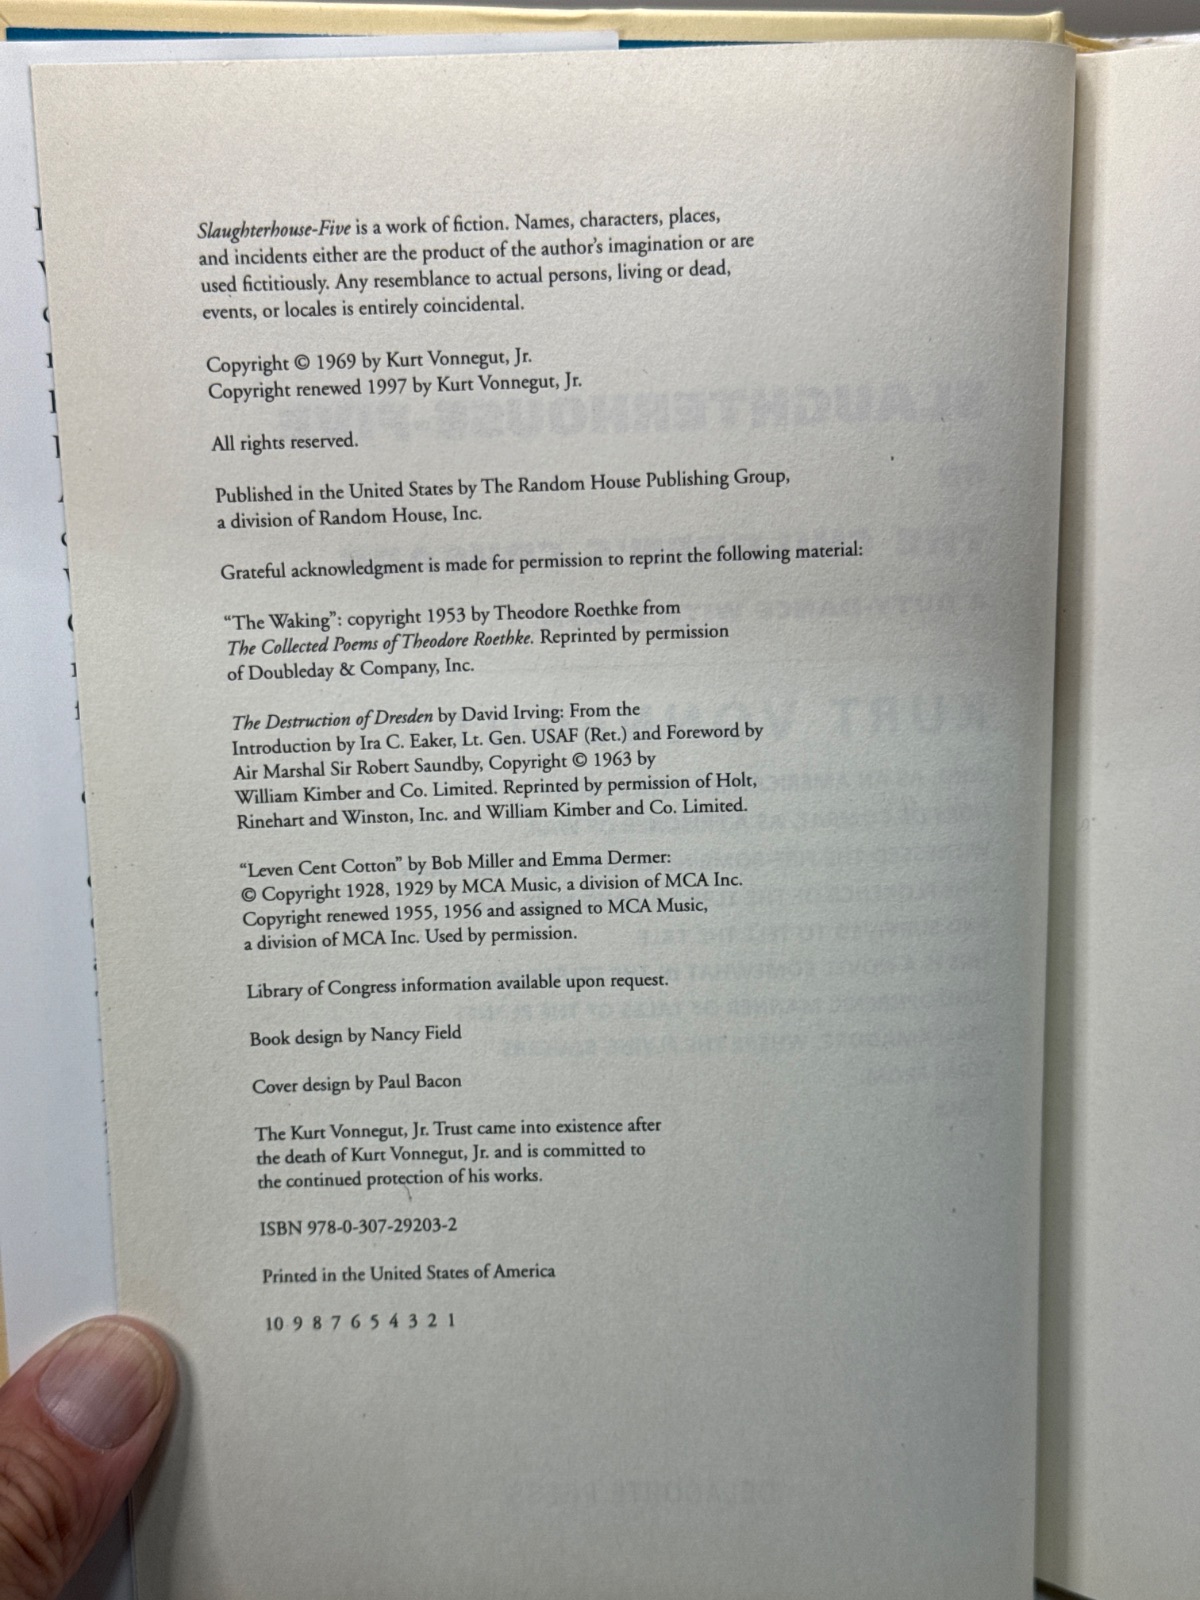 Slaughterhouse-Five is a work of fiction. Names, characters, places,
and incidents either are the product of the author's imagination or are
used fictitiously. Any resemblance to actual persons, living or dead,
events, or locales is entirely coincidental.
Copyright © 1969 by Kurt Vonnegut, Jr.
Copyright renewed 1997 by Kurt Vonnegut, Jr.
All rights reserved.
Published in the United States by The Random House Publishing Group,
a division of Random House, Inc.
Grateful acknowledgment is made for permission to reprint the following material:
“The Waking”: copyright 1953 by Theodore Roethke from
The Collected Poems of Theodore Roethke. Reprinted by permission
of Doubleday & Company, Inc.
The Destruction of Dresden by David Irving: From the
Introduction by Ira C. Eaker, Lt. Gen. USAF (Ret.) and Foreword by
Air Marshal Sir Robert Saundby, Copyright © 1963 by
William Kimber and Co. Limited. Reprinted by permission of Holt,
Rinehart and Winston, Inc. and William Kimber and Co. Limited.
“Leven Cent Cotton” by Bob Miller and Emma Dermer:
© Copyright 1928, 1929 by MCA Music, a division of MCA Inc.
Copyright renewed 1955, 1956 and assigned to MCA Music,
a division of MCA Inc. Used by permission.
Library of Congress information available upon request.
Book design by Nancy Field
Cover design by Paul Bacon
The Kurt Vonnegut, Jr. Trust came into existence after
the death of Kurt Vonnegut, Jr. and is committed to
the continued protection of his works.
ISBN 978-0-307-29203-2
Printed in the United States of America
10 9 8 7 6 5 4 3 2 1